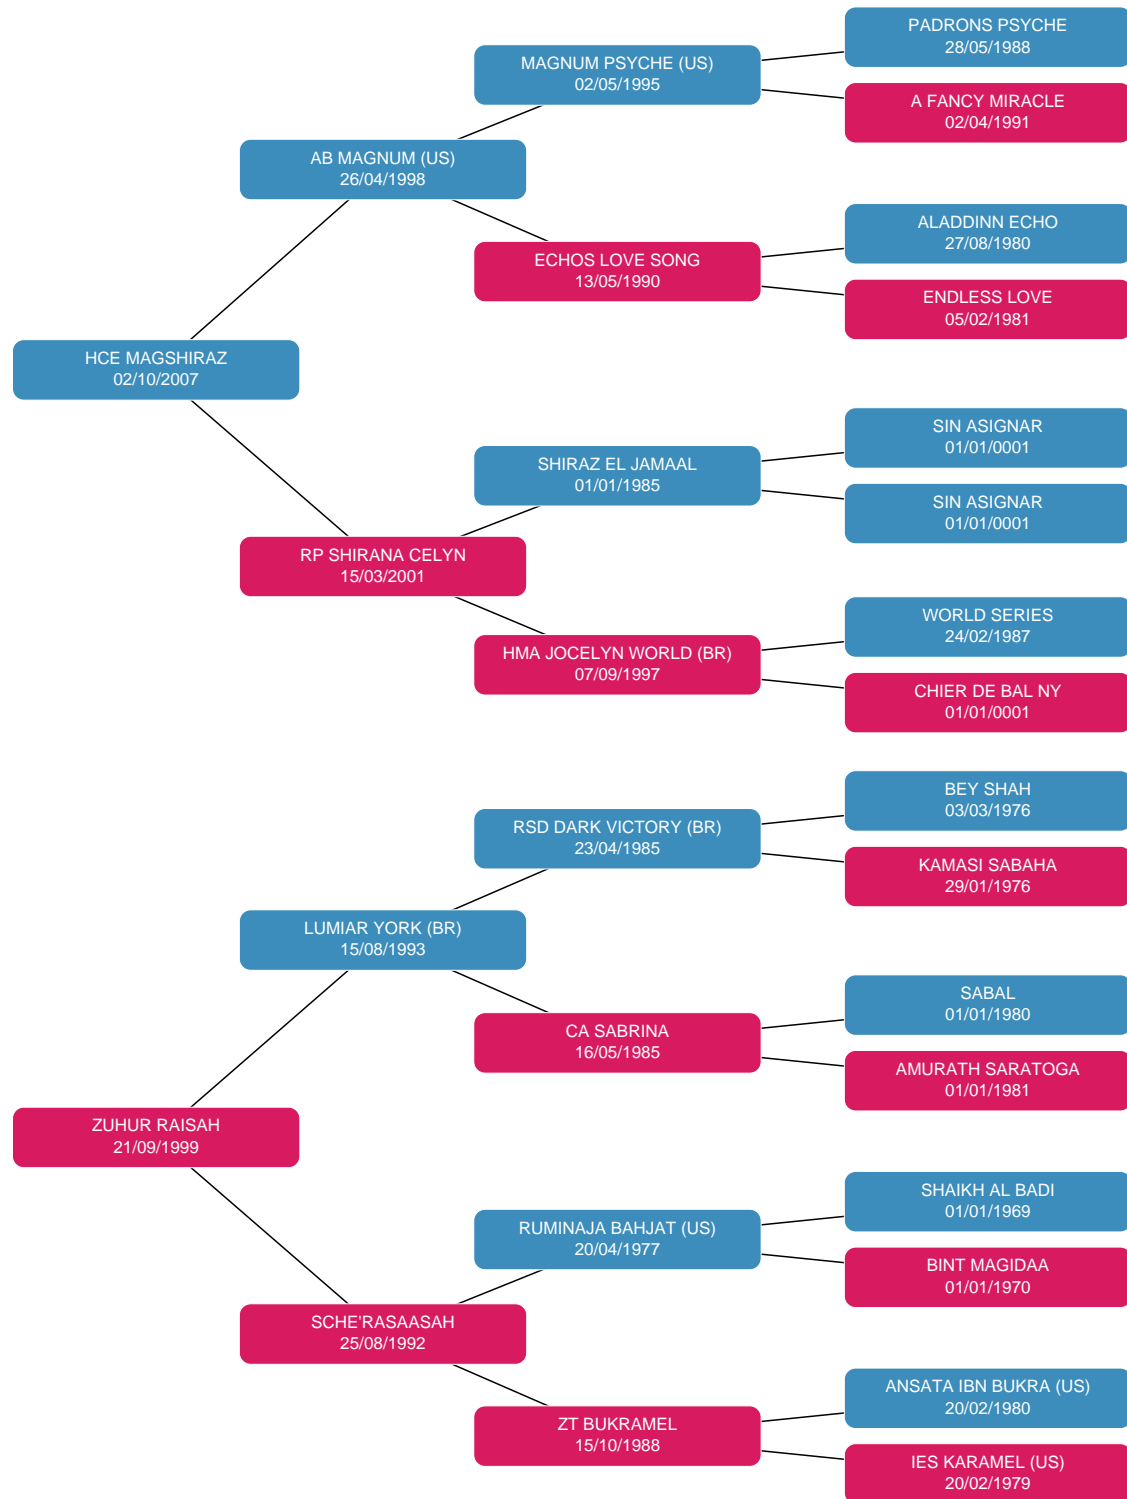 PADRONS PSYCHE
28/05/1988
MAGNUM PSYCHE (US)
02/05/1995
A FANCY MIRACLE
02/04/1991
AB MAGNUM (US)
26/04/1998
ALADDINN ECHO
27/08/1980
ECHOS LOVE SONG
13/05/1990
ENDLESS LOVE
05/02/1981
HCE MAGSHIRAZ
02/10/2007
SIN ASIGNAR
01/01/0001
SHIRAZ EL JAMAAL
01/01/1985
SIN ASIGNAR
01/01/0001
RP SHIRANA CELYN
15/03/2001
WORLD SERIES
24/02/1987
HMA JOCELYN WORLD (BR)
07/09/1997
CHIER DE BAL NY
01/01/0001
BEY SHAH
03/03/1976
RSD DARK VICTORY (BR)
23/04/1985
KAMASI SABAHA
29/01/1976
LUMIAR YORK (BR)
15/08/1993
SABAL
01/01/1980
CA SABRINA
16/05/1985
AMURATH SARATOGA
01/01/1981
ZUHUR RAISAH
21/09/1999
SHAIKH AL BADI
01/01/1969
RUMINAJA BAHJAT (US)
20/04/1977
BINT MAGIDAA
01/01/1970
SCHE'RASAASAH
25/08/1992
ANSATA IBN BUKRA (US)
20/02/1980
ZT BUKRAMEL
15/10/1988
IES KARAMEL (US)
20/02/1979